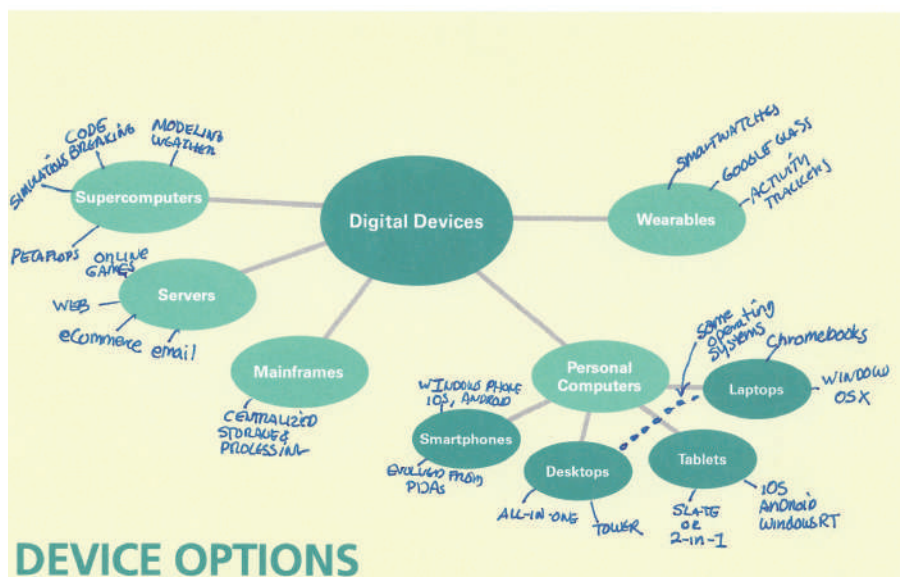 CODE
BREAKING
MODELING
WEATHER
SIMULATIONS
Supercomputers
PETAFLOPS
Digital Devices
SMARTWATCHES
GOOGLE GLASS
ACTIVITY
TRACKERS
Wearables
ONLINE
GAMES
Servers
WEB
eCommerce
email
Mainframes
CENTRALIZED
STORAGE &
PROCESSING
Personal
Computers
SOME
OPERATING
SYSTEMS
Chromebooks
Laptops
WINDOW
OSX
WINDOWS PHONE
IOS, ANDROID
Smartphones
EVOLVED FROM
PDAs
Desktops
ALL-IN-ONE
TOWER
Tablets
SLATE
OR
2-in-1
iOS
ANDROID
WINDOWS RT
DEVICE OPTIONS